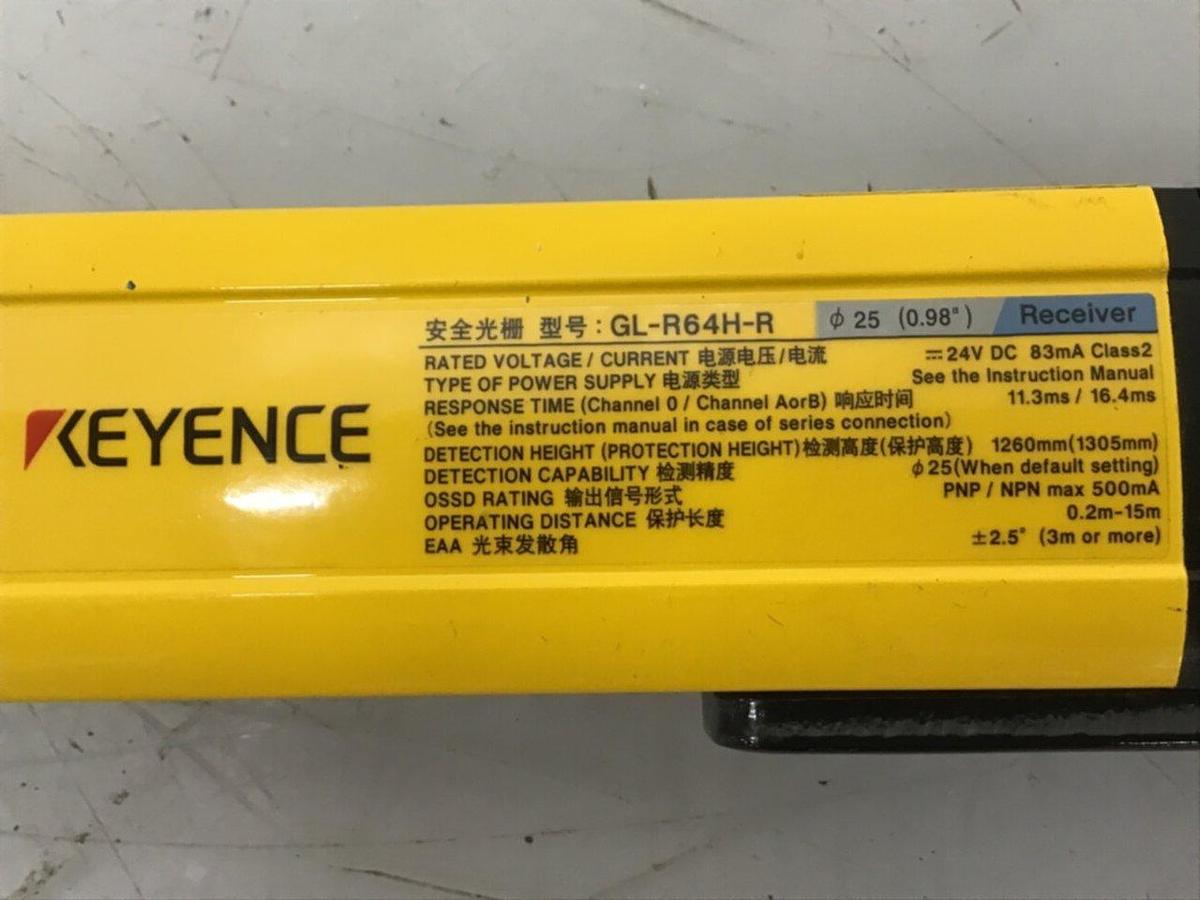 KEYENCE
安全光栅 型号：GL-R64H-R φ 25 (0.98") Receiver
RATED VOLTAGE / CURRENT 电源电压/电流 ⎓ 24V DC 83mA Class2
TYPE OF POWER SUPPLY 电源类型 See the Instruction Manual
RESPONSE TIME (Channel 0 / Channel AorB) 响应时间 11.3ms / 16.4ms
(See the instruction manual in case of series connection)
DETECTION HEIGHT (PROTECTION HEIGHT)检测高度(保护高度) 1260mm(1305mm)
DETECTION CAPABILITY 检测精度 φ25(When default setting)
OSSD RATING 输出信号形式 PNP / NPN max 500mA
OPERATING DISTANCE 保护长度 0.2m-15m
EAA 光束发散角 ±2.5° (3m or more)